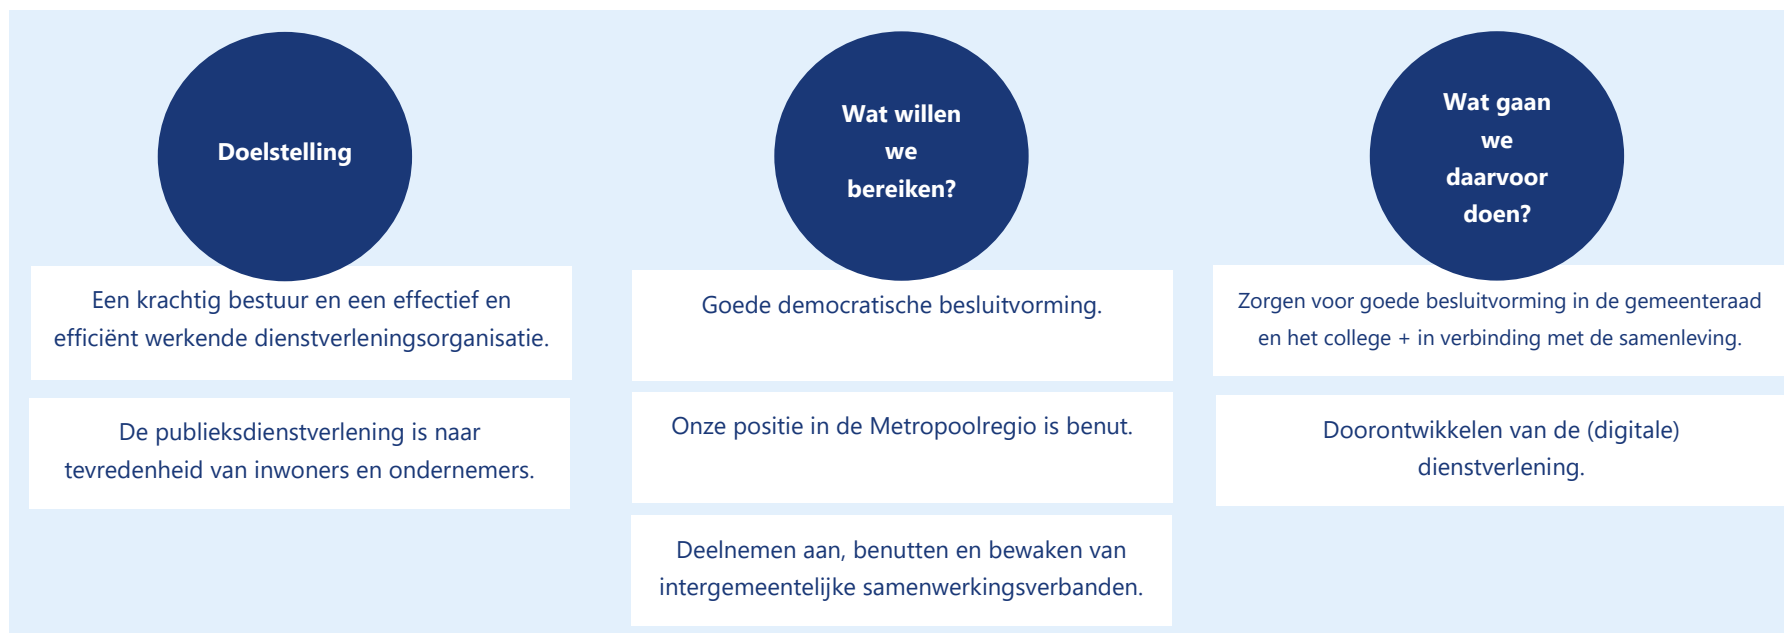 Doelstelling
Een krachtig bestuur en een effectief en
efficiënt werkende dienstverleningsorganisatie.
De publieksdienstverlening is naar
tevredenheid van inwoners en ondernemers.
Wat willen
we
bereiken?
Goede democratische besluitvorming.
Onze positie in de Metropoolregio is benut.
Deelnemen aan, benutten en bewaken van
intergemeentelijke samenwerkingsverbanden.
Wat gaan
we
daarvoor
doen?
Zorgen voor goede besluitvorming in de gemeenteraad
en het college + in verbinding met de samenleving.
Doorontwikkelen van de (digitale)
dienstverlening.